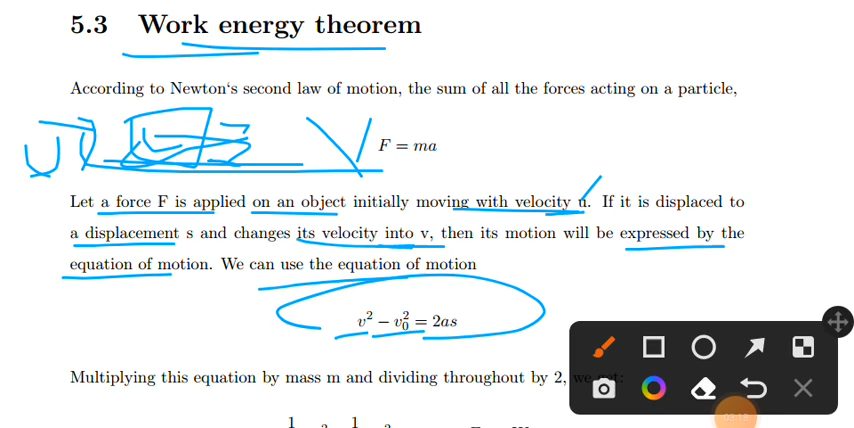 5.3 Work energy theorem
According to Newton‘s second law of motion, the sum of all the forces acting on a particle,
U
V
F = ma
Let a force F is applied on an object initially moving with velocity u. If it is displaced to
a displacement s and changes its velocity into v, then its motion will be expressed by the
equation of motion. We can use the equation of motion
v² − v₀² = 2as
Multiplying this equation by mass m and dividing throughout by 2, we get: